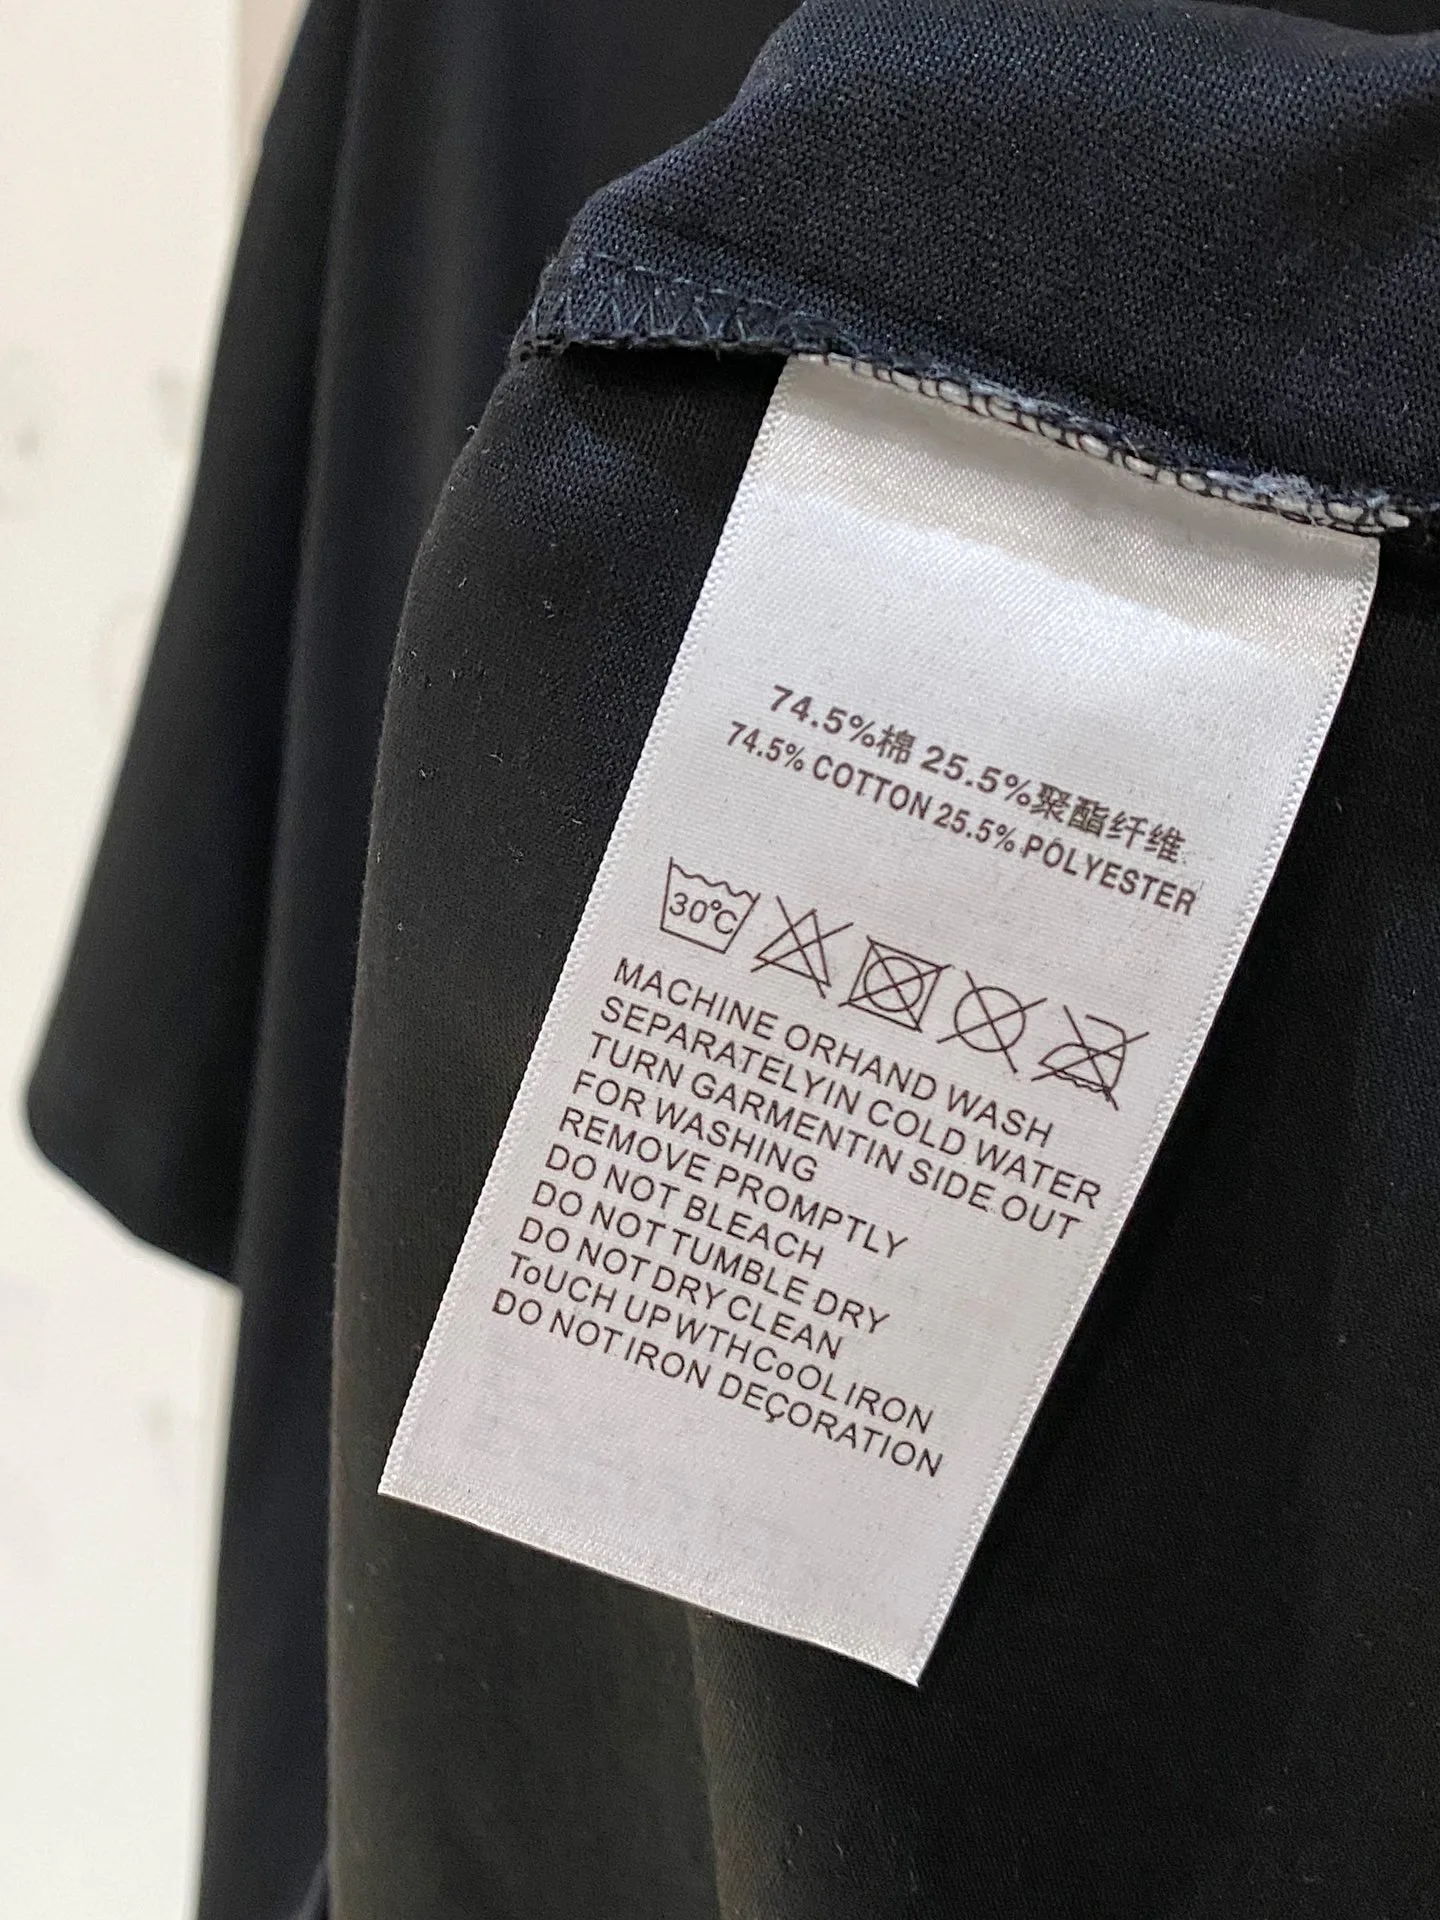 74.5%棉 25.5%聚酯纤维
74.5% COTTON 25.5% POLYESTER
30°C
MACHINE ORHAND WASH
SEPARATELYIN COLD WATER
TURN GARMENTIN SIDE OUT
FOR WASHING
REMOVE PROMPTLY
DO NOT BLEACH
DO NOT TUMBLE DRY
DO NOT DRY CLEAN
ToUCH UPWTHCoOL IRON
DO NOT IRON DEÇORATION